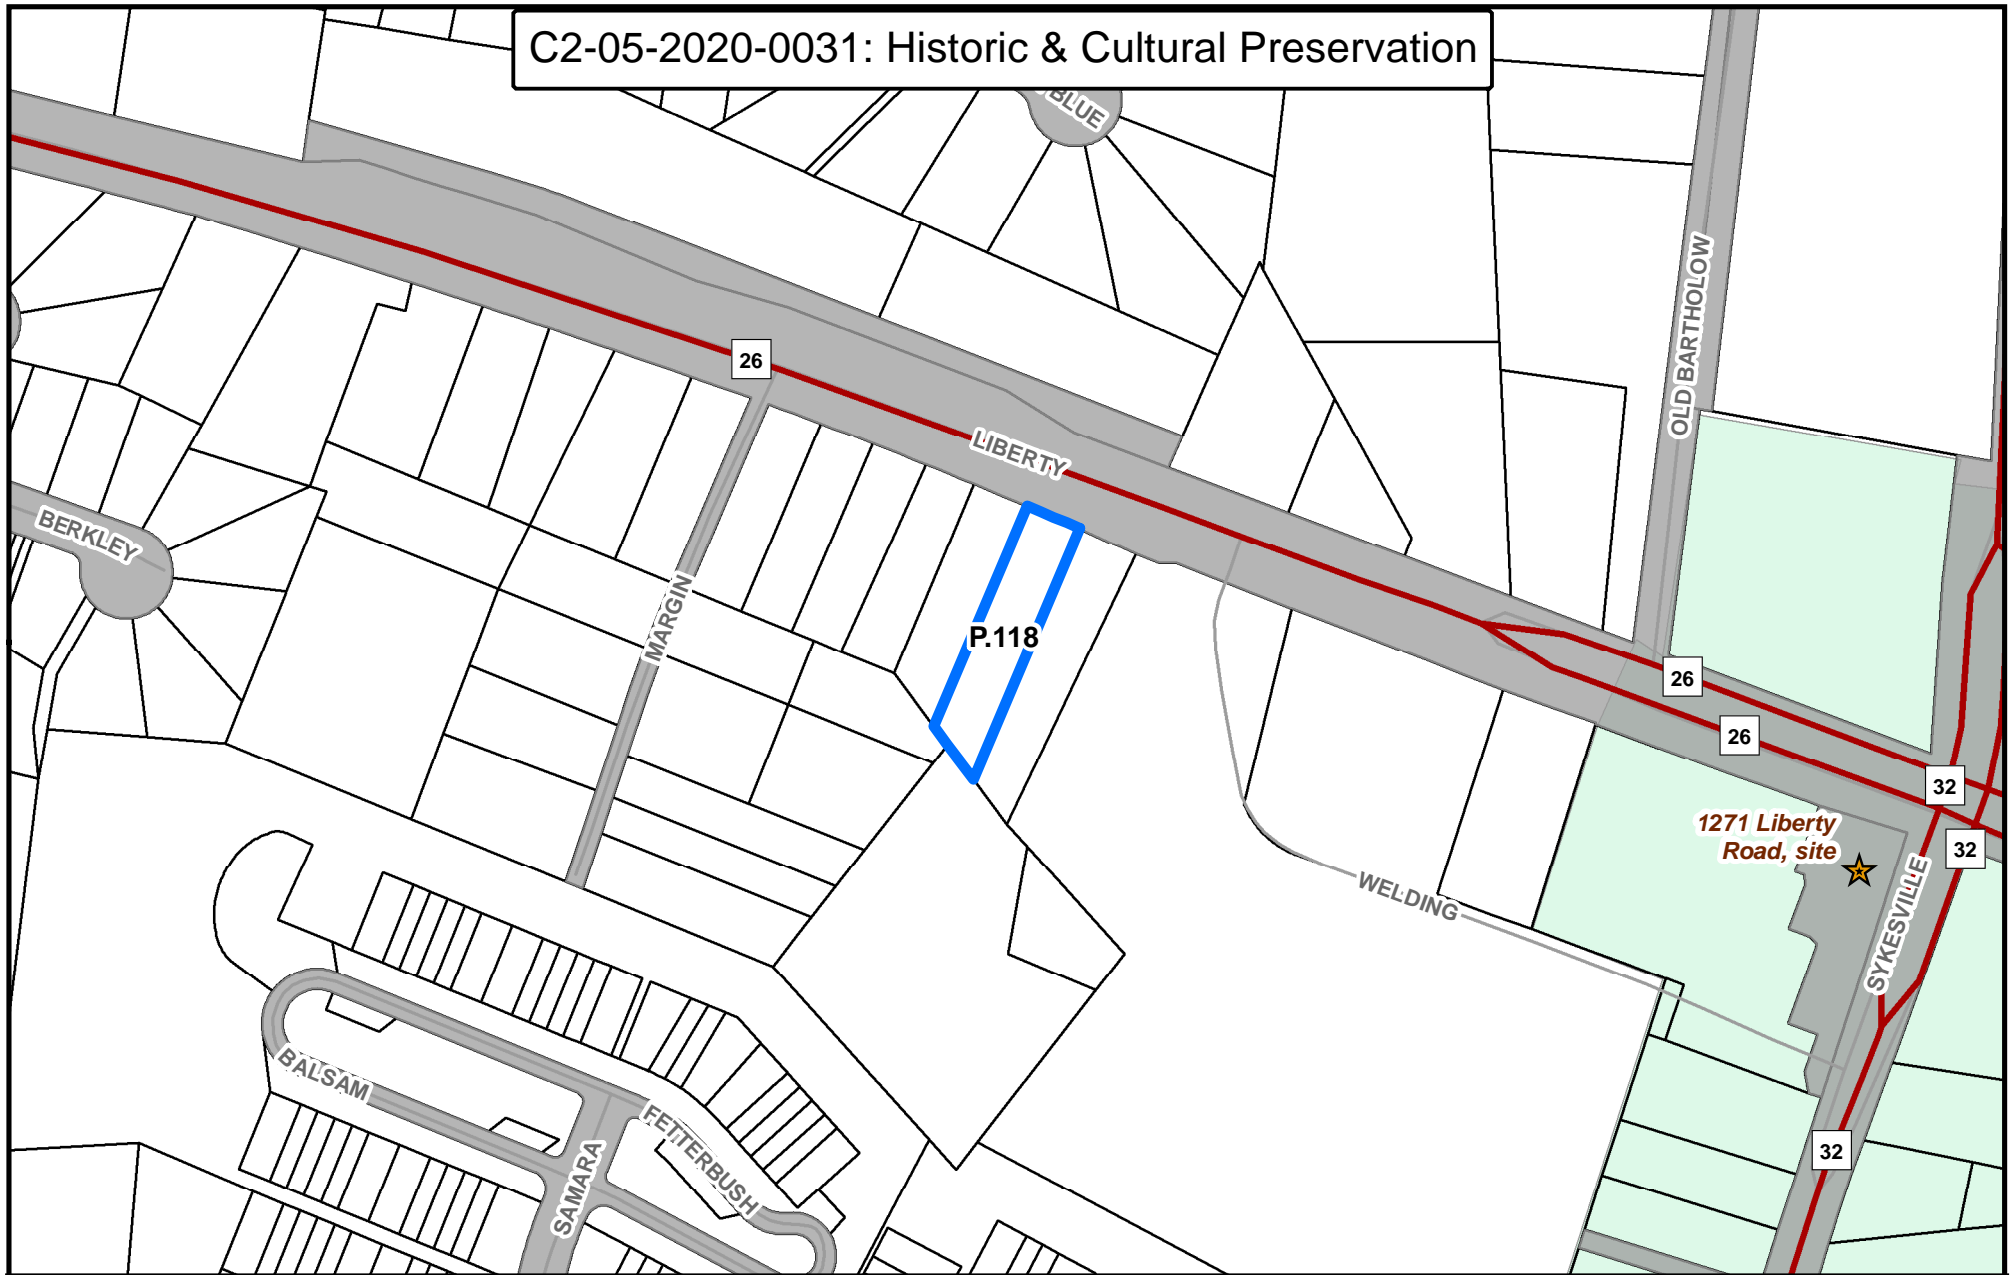 C2-05-2020-0031: Historic & Cultural Preservation
BLUE
OLD BARTHOLOW
26
LIBERTY
BERKLEY
MARGIN
P.118
26
26
32
1271 Liberty
Road, site
32
WELDING
SYKESVILLE
BALSAM
FETTERBUSH
SAMARA
32